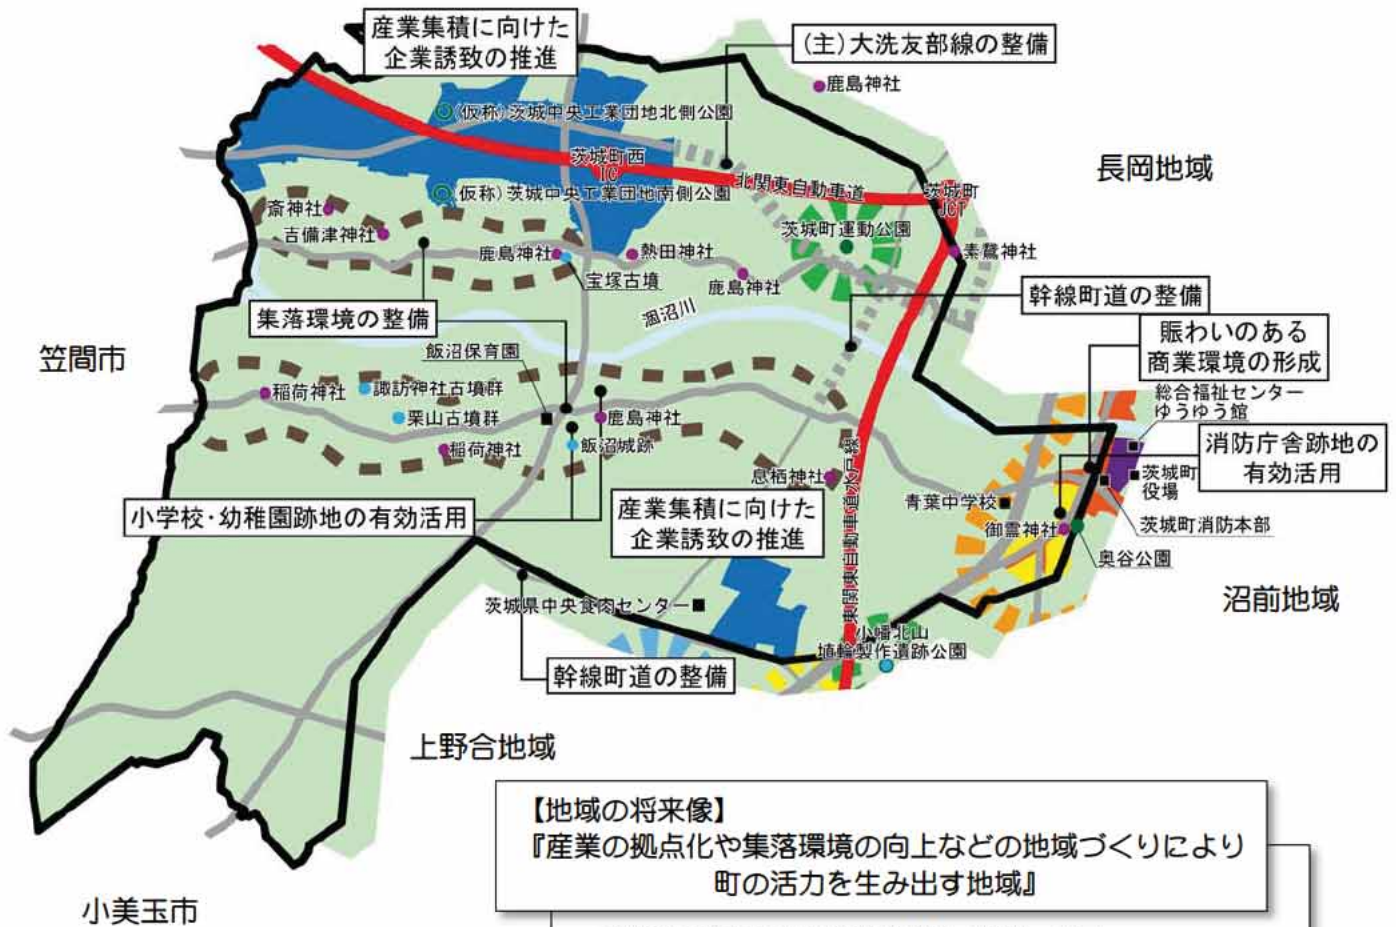 産業集積に向けた
企業誘致の推進
(主)大洗友部線の整備
鹿島神社
(仮称)茨城中央工業団地北側公園
茨城町西
IC
長岡地域
(仮称)茨城中央工業団地南側公園
北関東自動車道
茨城町
JCT
斎神社
吉備津神社
茨城町運動公園
鹿島神社
熱田神社
素鵞神社
宝塚古墳
鹿島神社
幹線町道の整備
集落環境の整備
涸沼川
賑わいのある
商業環境の形成
笠間市
飯沼保育園
稲荷神社
諏訪神社古墳群
総合福祉センター
ゆうゆう館
栗山古墳群
鹿島神社
消防庁舎跡地の
有効活用
稲荷神社
飯沼城跡
息栖神社
茨城町
役場
東関東自動車道水戸線
青葉中学校
小学校・幼稚園跡地の有効活用
産業集積に向けた
企業誘致の推進
御霊神社
茨城町消防本部
奥谷公園
茨城県中央食肉センター
沼前地域
小幡北山
埴輪製作遺跡公園
幹線町道の整備
上野合地域
【地域の将来像】
『産業の拠点化や集落環境の向上などの地域づくりにより
町の活力を生み出す地域』
小美玉市